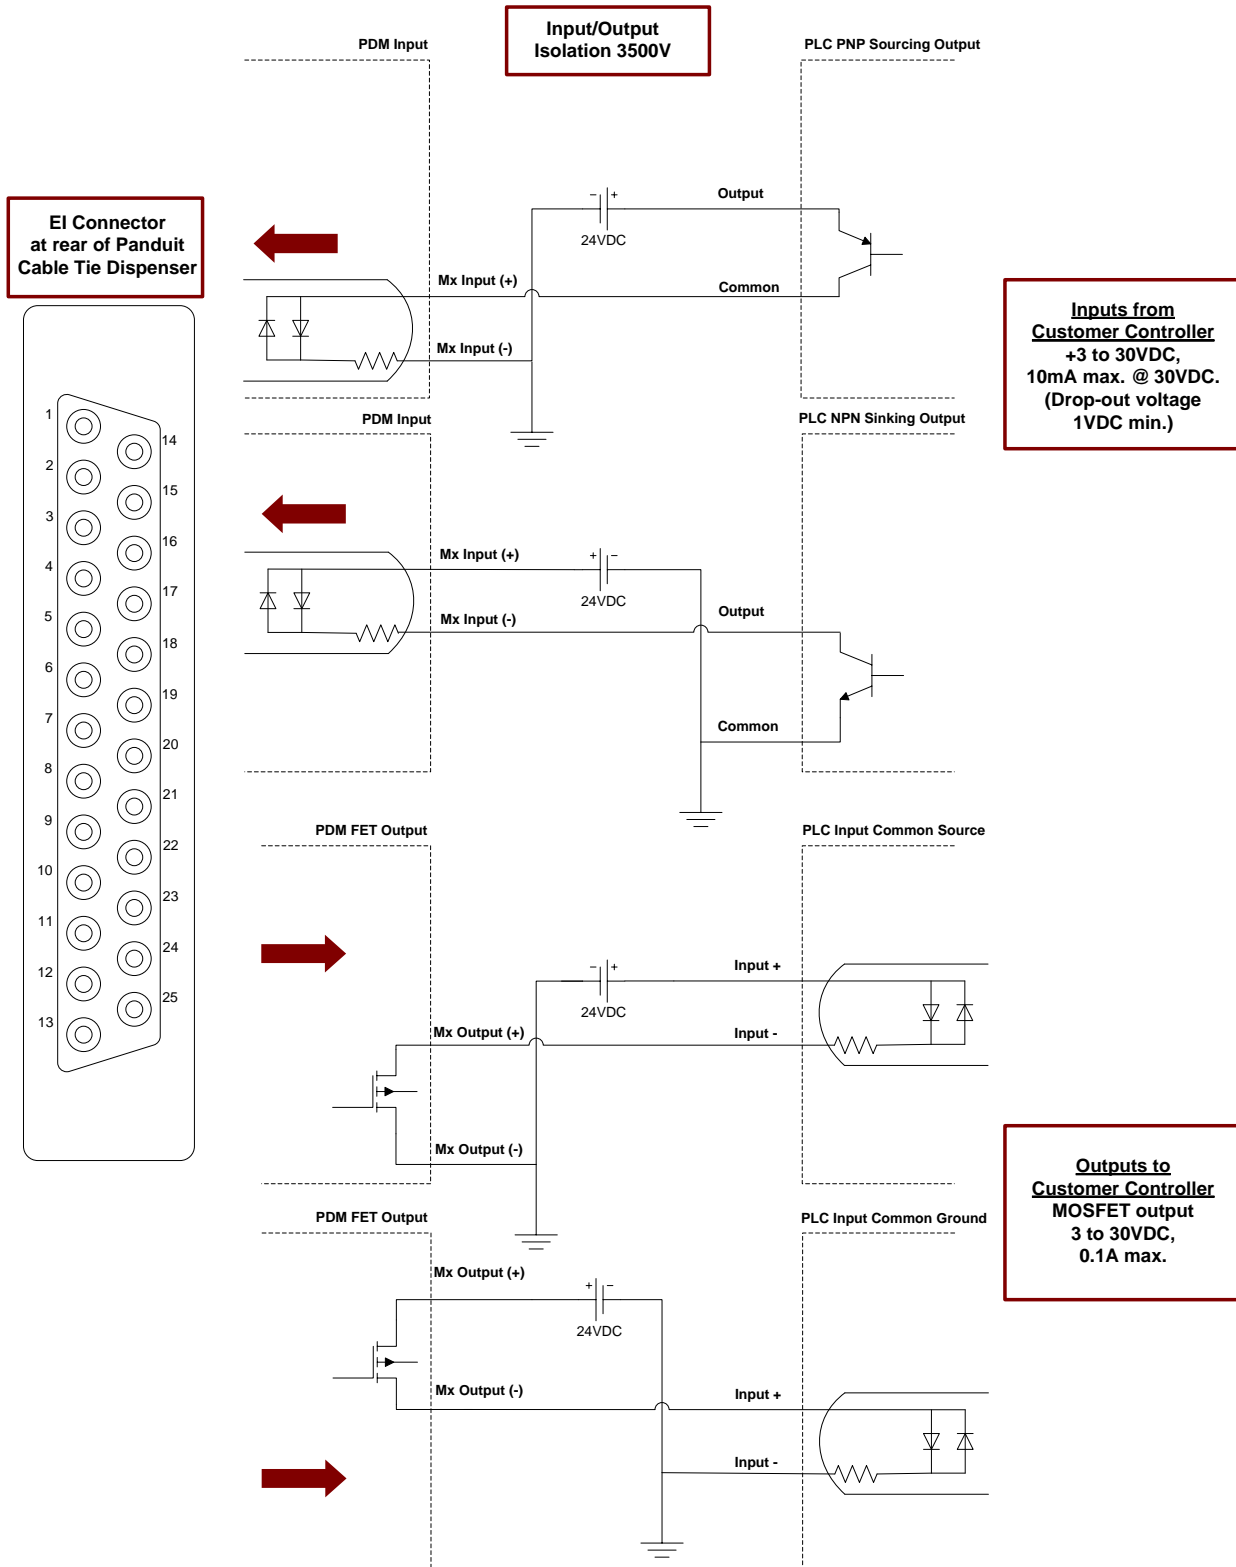 Input/Output
Isolation 3500V
PDM Input
PLC PNP Sourcing Output
EI Connector
at rear of Panduit
Cable Tie Dispenser
− +
24VDC
Output
Mx Input (+)
Common
Mx Input (-)
Inputs from
Customer Controller
+3 to 30VDC,
10mA max. @ 30VDC.
(Drop-out voltage
1VDC min.)
PDM Input
PLC NPN Sinking Output
Mx Input (+)
+ −
24VDC
Output
Mx Input (-)
Common
1
2
3
4
5
6
7
8
9
10
11
12
13
14
15
16
17
18
19
20
21
22
23
24
25
PDM FET Output
PLC Input Common Source
− +
24VDC
Input +
Mx Output (+)
Input -
Mx Output (-)
Outputs to
Customer Controller
MOSFET output
3 to 30VDC,
0.1A max.
PDM FET Output
PLC Input Common Ground
Mx Output (+)
+ −
24VDC
Mx Output (-)
Input +
Input -